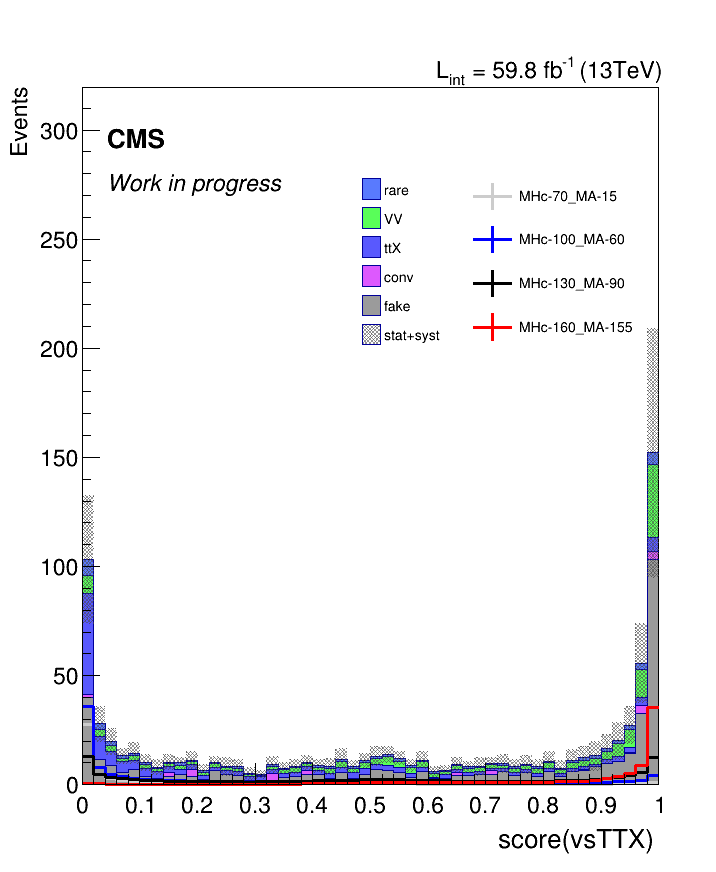 L_int = 59.8 fb^-1 (13TeV)
Events
300
250
200
150
100
50
0
CMS
Work in progress
rare
VV
ttX
conv
fake
stat+syst
MHc-70_MA-15
MHc-100_MA-60
MHc-130_MA-90
MHc-160_MA-155
0 0.1 0.2 0.3 0.4 0.5 0.6 0.7 0.8 0.9 1
score(vsTTX)